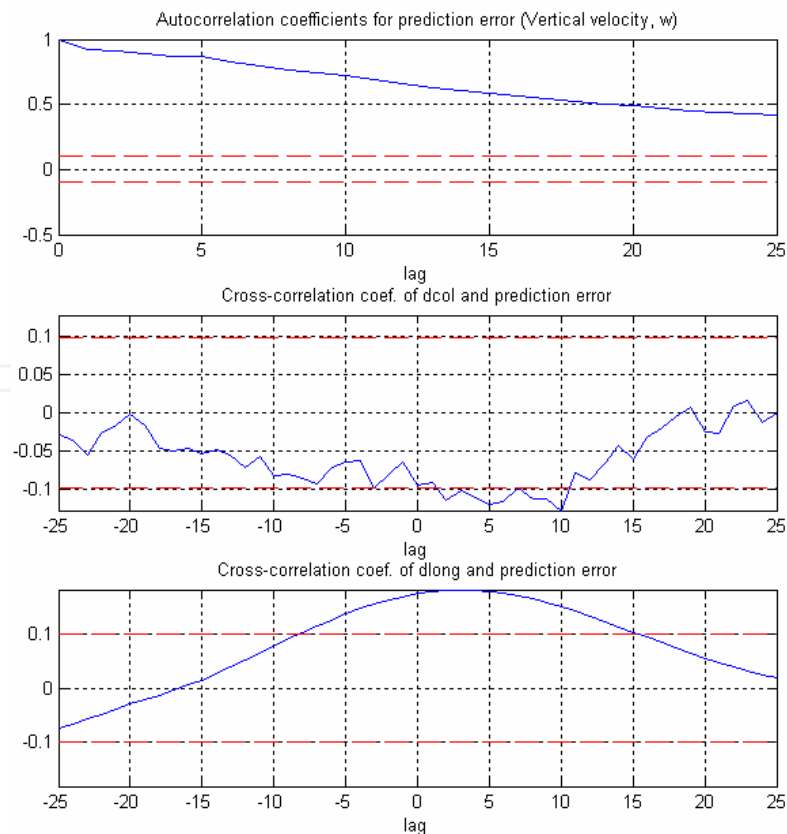 Autocorrelation coefficients for prediction error (Vertical velocity, w)
1
0.5
0
-0.5
0 5 10 15 20 25
lag
Cross-correlation coef. of dcol and prediction error
0.1
0.05
0
-0.05
-0.1
-25 -20 -15 -10 -5 0 5 10 15 20 25
lag
Cross-correlation coef. of dlong and prediction error
0.1
0
-0.1
-25 -20 -15 -10 -5 0 5 10 15 20 25
lag